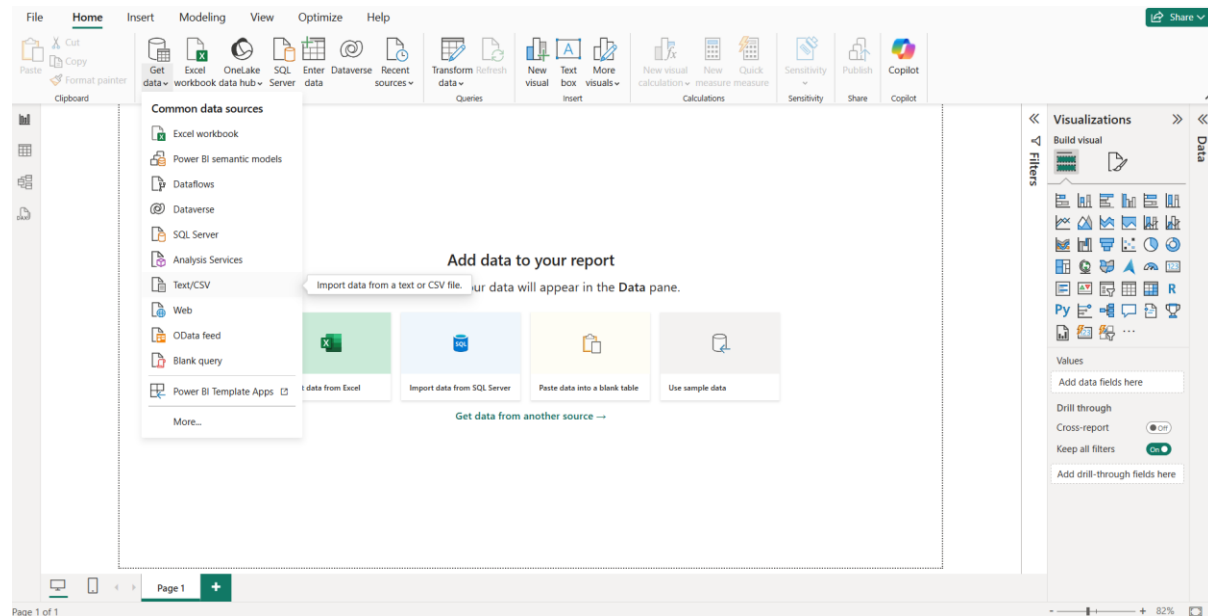 File Home Insert Modeling View Optimize Help Share
Cut
Copy
Format painter
Paste
Get data
Excel workbook
OneLake data hub
SQL Server
Enter data
Dataverse
Recent sources
Transform data
Refresh
New visual
Text box
More visuals
New visual calculation
New measure
Quick measure
Sensitivity
Publish
Copilot
Clipboard Queries Insert Calculations Sensitivity Share Copilot
Common data sources
Excel workbook
Power BI semantic models
Dataflows
Dataverse
SQL Server
Analysis Services
Text/CSV
Import data from a text or CSV file.
Web
OData feed
Blank query
Power BI Template Apps
More...
Add data to your report
ur data will appear in the Data pane.
t data from Excel
Import data from SQL Server
SQL
Paste data into a blank table
Use sample data
Get data from another source →
Filters
Visualizations
Build visual
R
Py
123
Values
Add data fields here
Drill through
Cross-report Off
Keep all filters On
Add drill-through fields here
Data
Page 1
Page 1 of 1
- + 82%